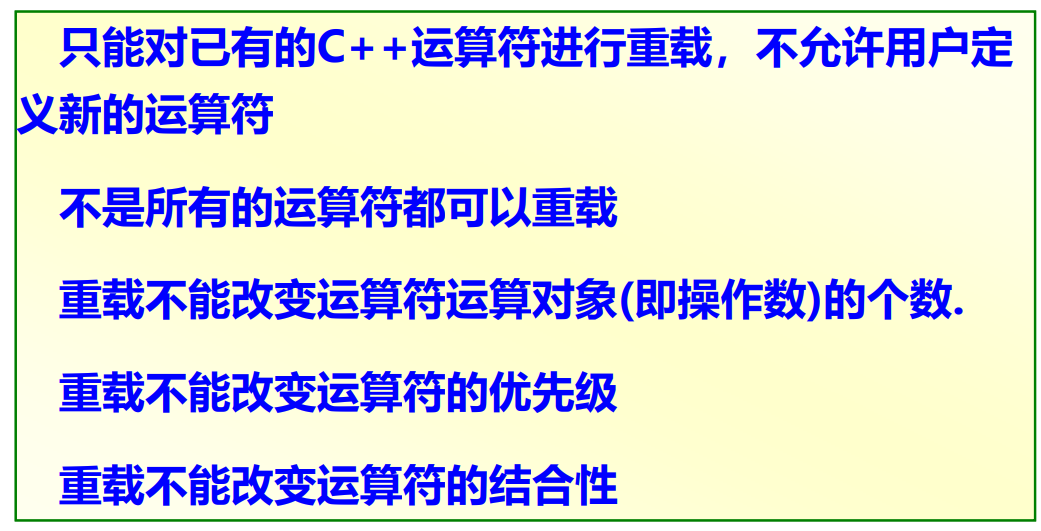 只能对已有的C++运算符进行重载，不允许用户定
义新的运算符
不是所有的运算符都可以重载
重载不能改变运算符运算对象(即操作数)的个数.
重载不能改变运算符的优先级
重载不能改变运算符的结合性